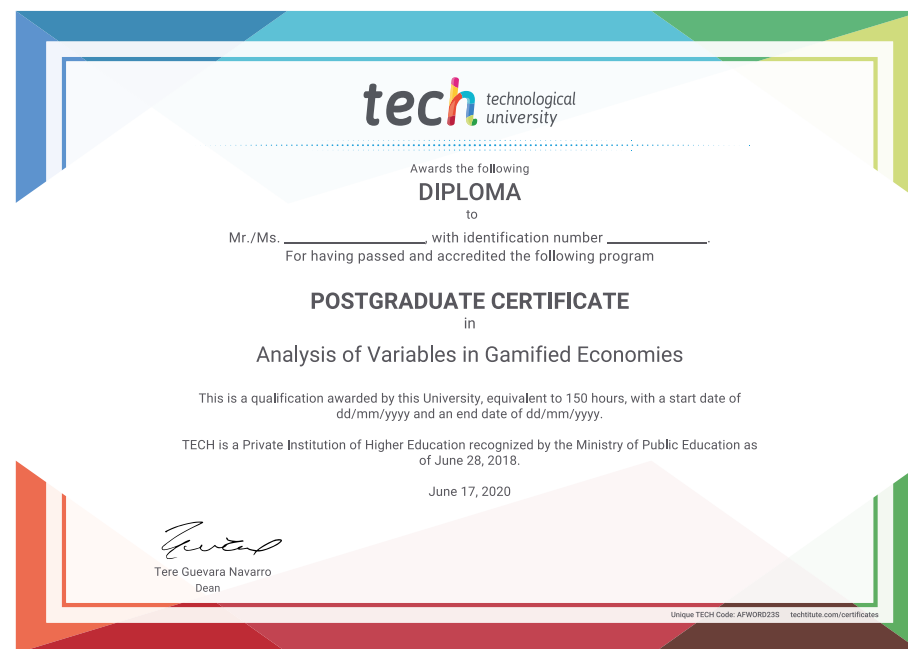 tech technological
university
Awards the following
DIPLOMA
to
Mr./Ms. ____________, with identification number ____________.
For having passed and accredited the following program
POSTGRADUATE CERTIFICATE
in
Analysis of Variables in Gamified Economies
This is a qualification awarded by this University, equivalent to 150 hours, with a start date of
dd/mm/yyyy and an end date of dd/mm/yyyy.
TECH is a Private Institution of Higher Education recognized by the Ministry of Public Education as
of June 28, 2018.
June 17, 2020
Tere Guevara Navarro
Dean
Unique TECH Code: AFWORD23S techtitute.com/certificates